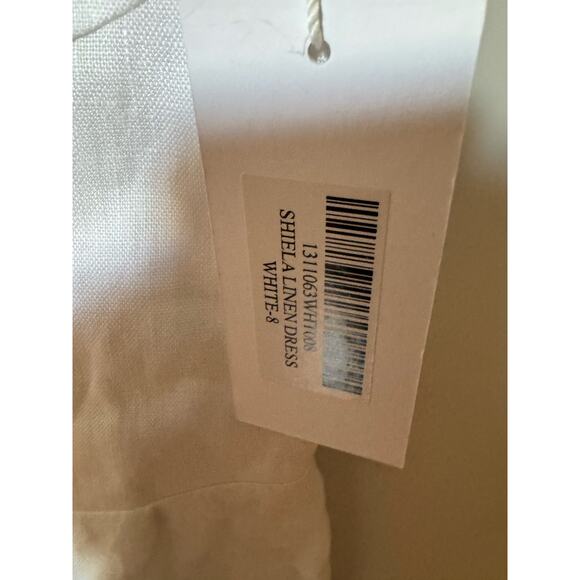 1311063WHT008
SHIELA LINEN DRESS
WHITE-8